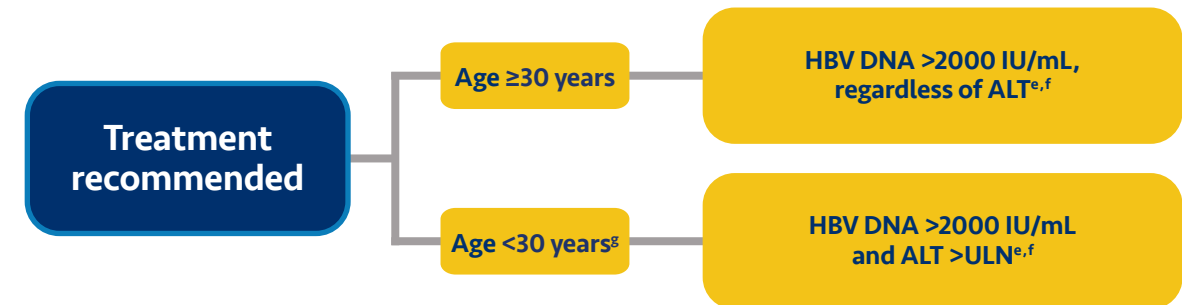 Treatment
recommended
Age ≥30 years
HBV DNA >2000 IU/mL,
regardless of ALTe,f
Age <30 yearsg
HBV DNA >2000 IU/mL
and ALT >ULNe,f